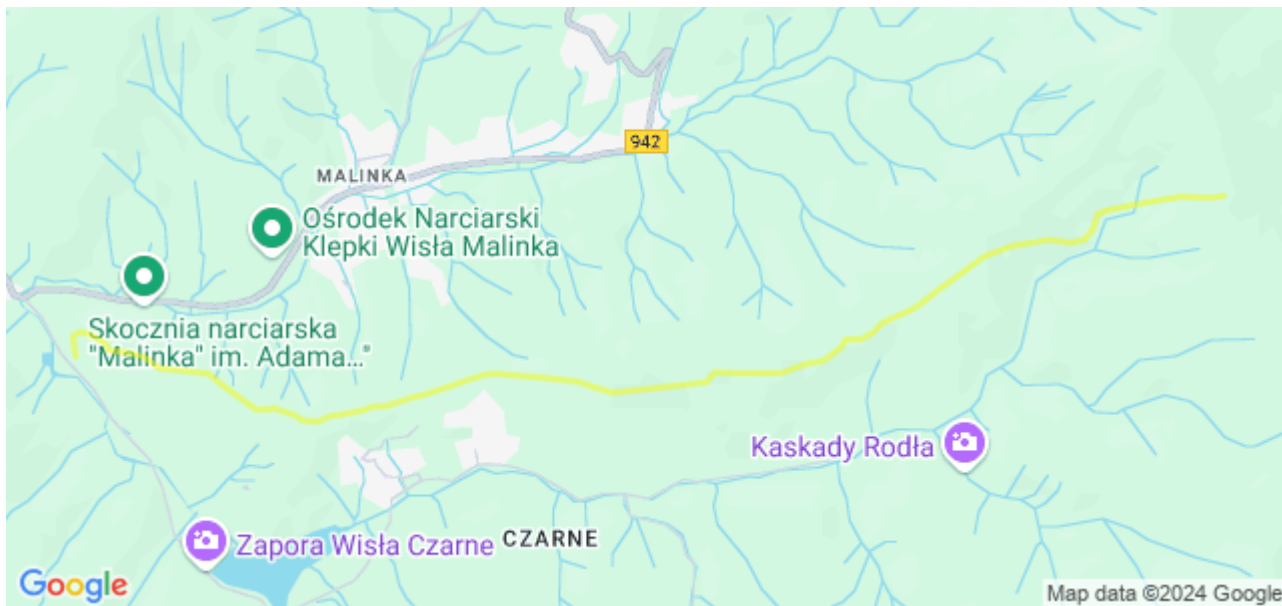 942
MALINKA
Ośrodek Narciarski
Klepki Wisła Malinka
Skocznia narciarska
"Malinka" im. Adama..."
Kaskady Rodła
Zapora Wisła Czarne
CZARNE
Google
Map data ©2024 Google